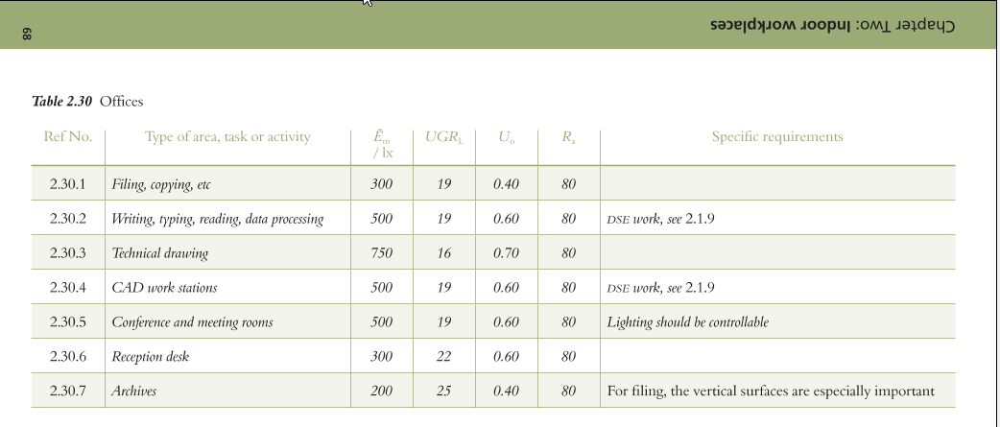 68
Chapter Two: Indoor workplaces
Table 2.30 Offices
Ref No. Type of area, task or activity Ēm / lx UGRL Uo Ra Specific requirements
2.30.1 Filing, copying, etc 300 19 0.40 80
2.30.2 Writing, typing, reading, data processing 500 19 0.60 80 DSE work, see 2.1.9
2.30.3 Technical drawing 750 16 0.70 80
2.30.4 CAD work stations 500 19 0.60 80 DSE work, see 2.1.9
2.30.5 Conference and meeting rooms 500 19 0.60 80 Lighting should be controllable
2.30.6 Reception desk 300 22 0.60 80
2.30.7 Archives 200 25 0.40 80 For filing, the vertical surfaces are especially important